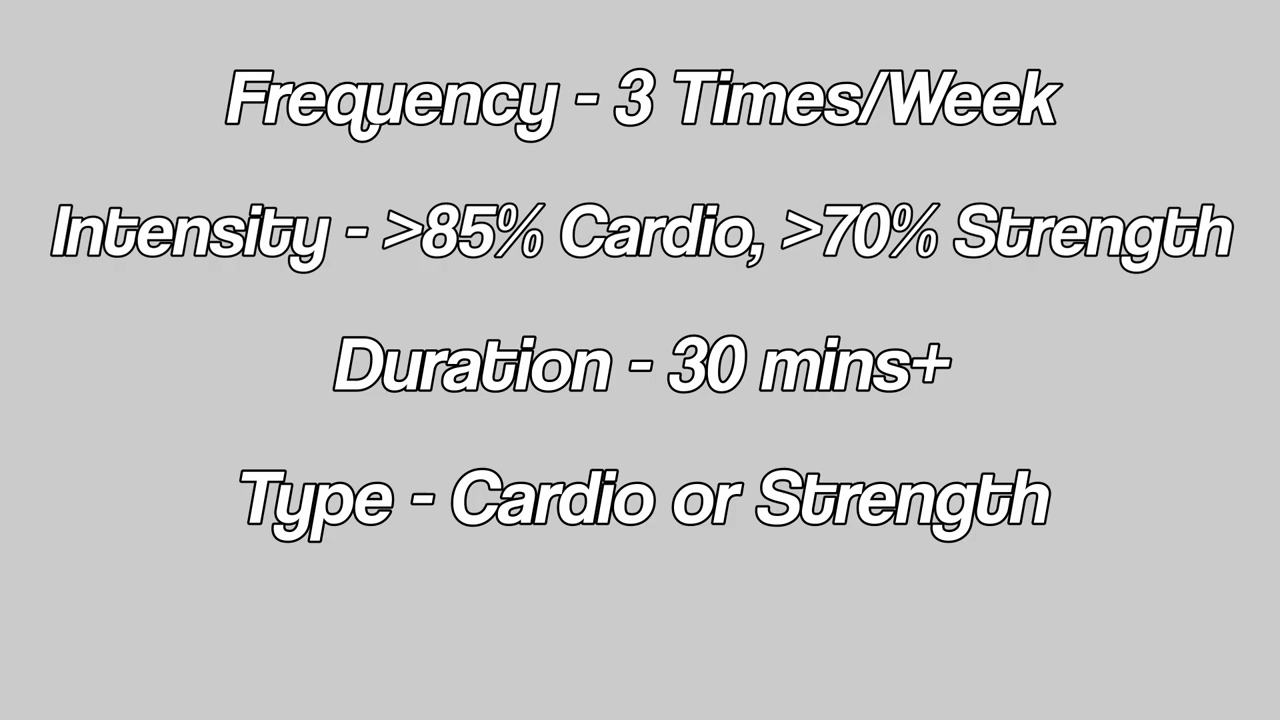 Frequency - 3 Times/Week
Intensity - >85% Cardio, >70% Strength
Duration - 30 mins+
Type - Cardio or Strength